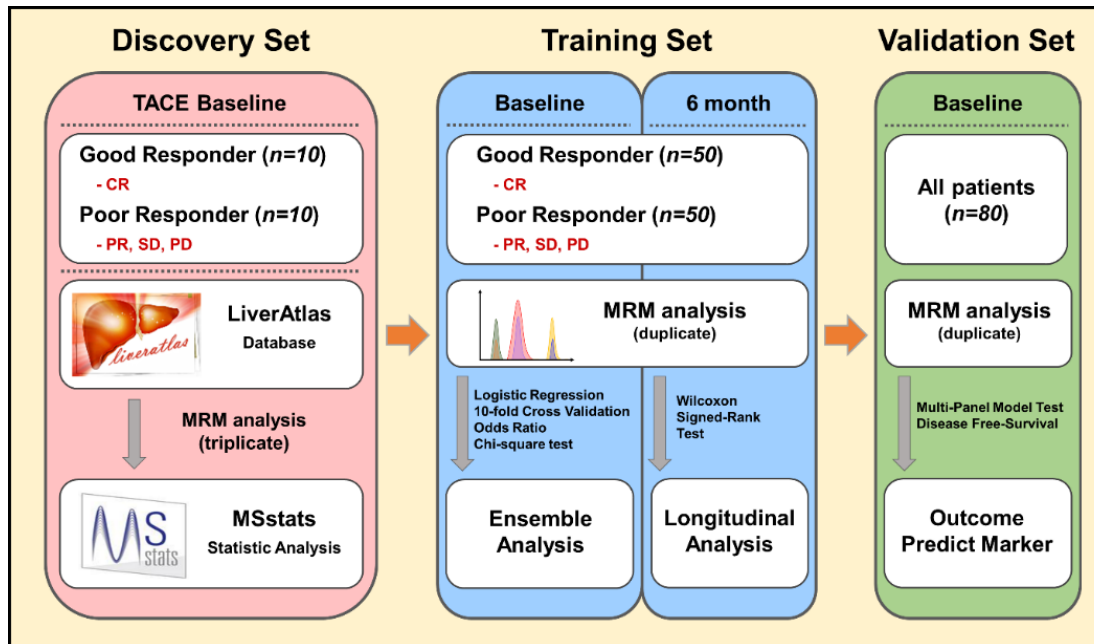 Discovery Set
TACE Baseline
Good Responder (n=10)
- CR
Poor Responder (n=10)
- PR, SD, PD
liveratlas
LiverAtlas
Database
MRM analysis
(triplicate)
MS
stats
MSstats
Statistic Analysis
Training Set
Baseline
6 month
Good Responder (n=50)
- CR
Poor Responder (n=50)
- PR, SD, PD
MRM analysis
(duplicate)
Logistic Regression
10-fold Cross Validation
Odds Ratio
Chi-square test
Wilcoxon
Signed-Rank
Test
Ensemble
Analysis
Longitudinal
Analysis
Validation Set
Baseline
All patients
(n=80)
MRM analysis
(duplicate)
Multi-Panel Model Test
Disease Free-Survival
Outcome
Predict Marker